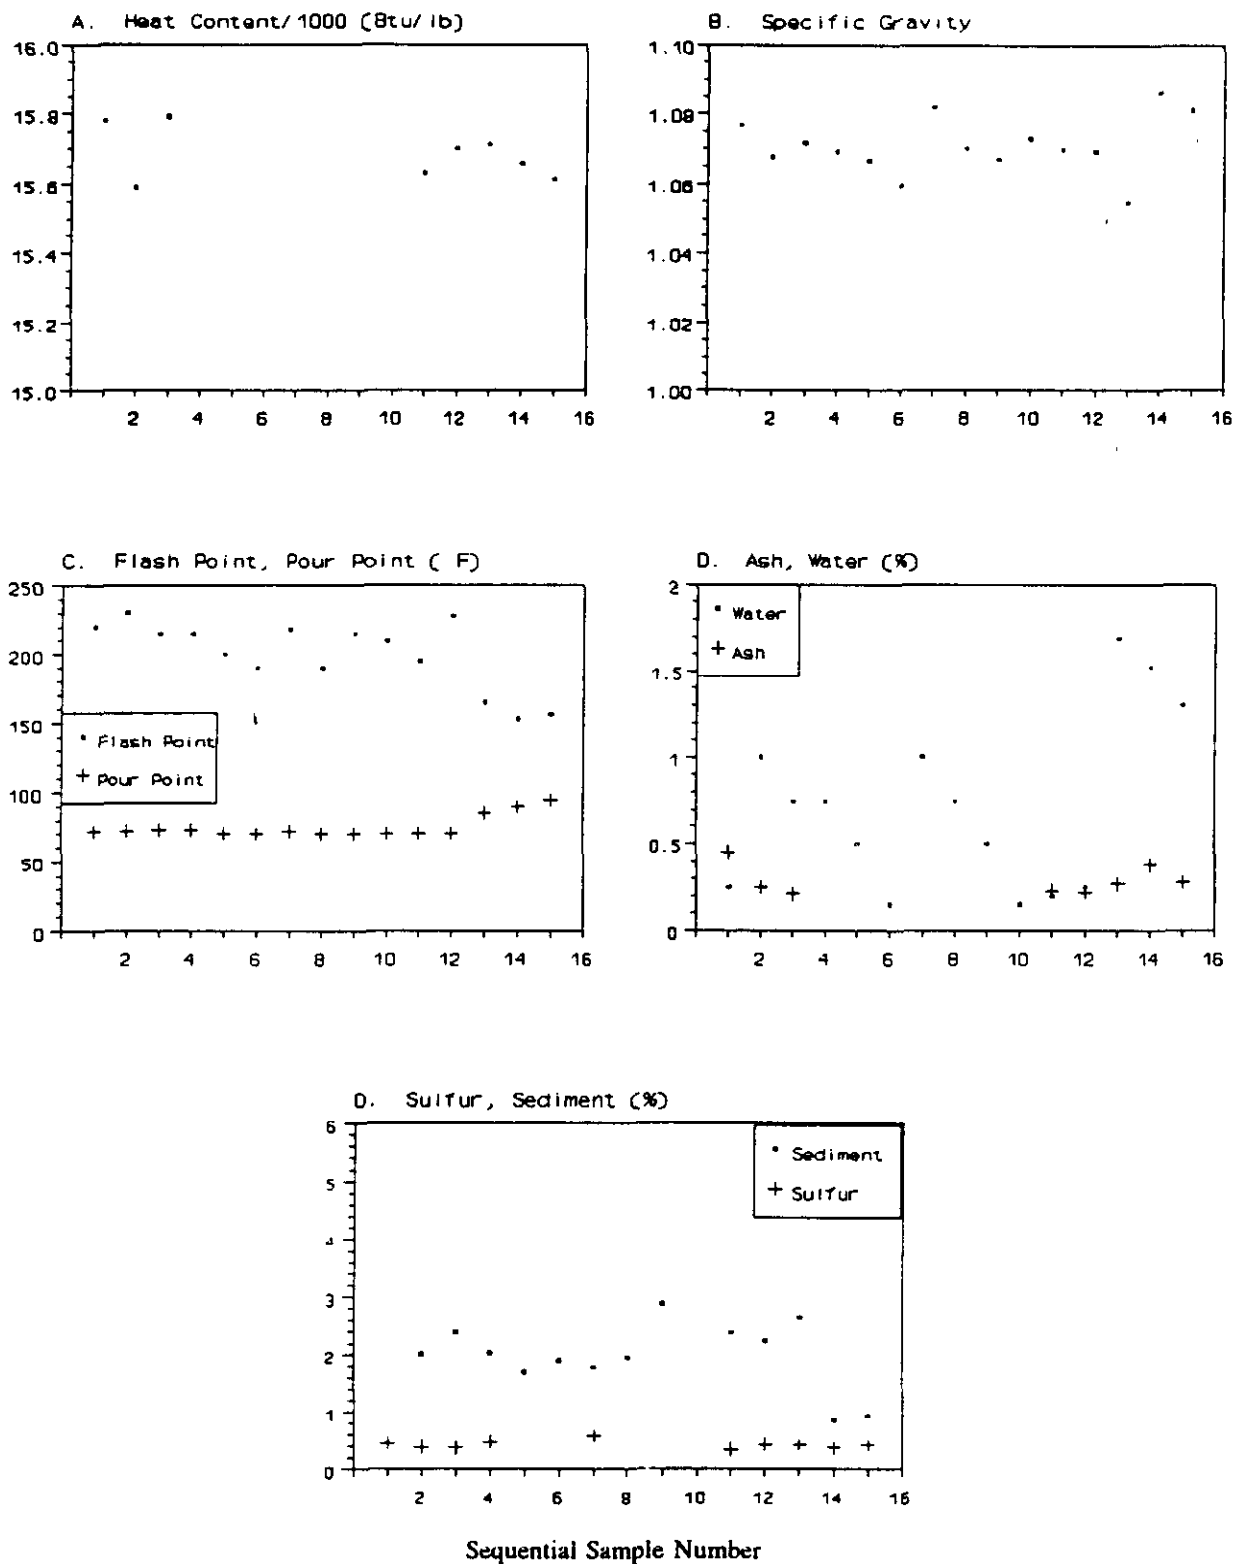 A. Heat Content/1000 (Btu/lb)
16.0
15.8
15.6
15.4
15.2
15.0
2 4 6 8 10 12 14 16
B. Specific Gravity
1.10
1.08
1.06
1.04
1.02
1.00
2 4 6 8 10 12 14 16
C. Flash Point, Pour Point ( F)
250
200
150
100
50
0
Flash Point
+ Pour Point
2 4 6 8 10 12 14 16
D. Ash, Water (%)
2
1.5
1
0.5
0
Water
+ Ash
2 4 6 8 10 12 14 16
D. Sulfur, Sediment (%)
6
5
4
3
2
1
0
Sediment
+ Sulfur
2 4 6 8 10 12 14 16
Sequential Sample Number